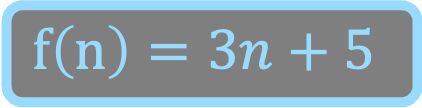 f(n) = 3n + 5